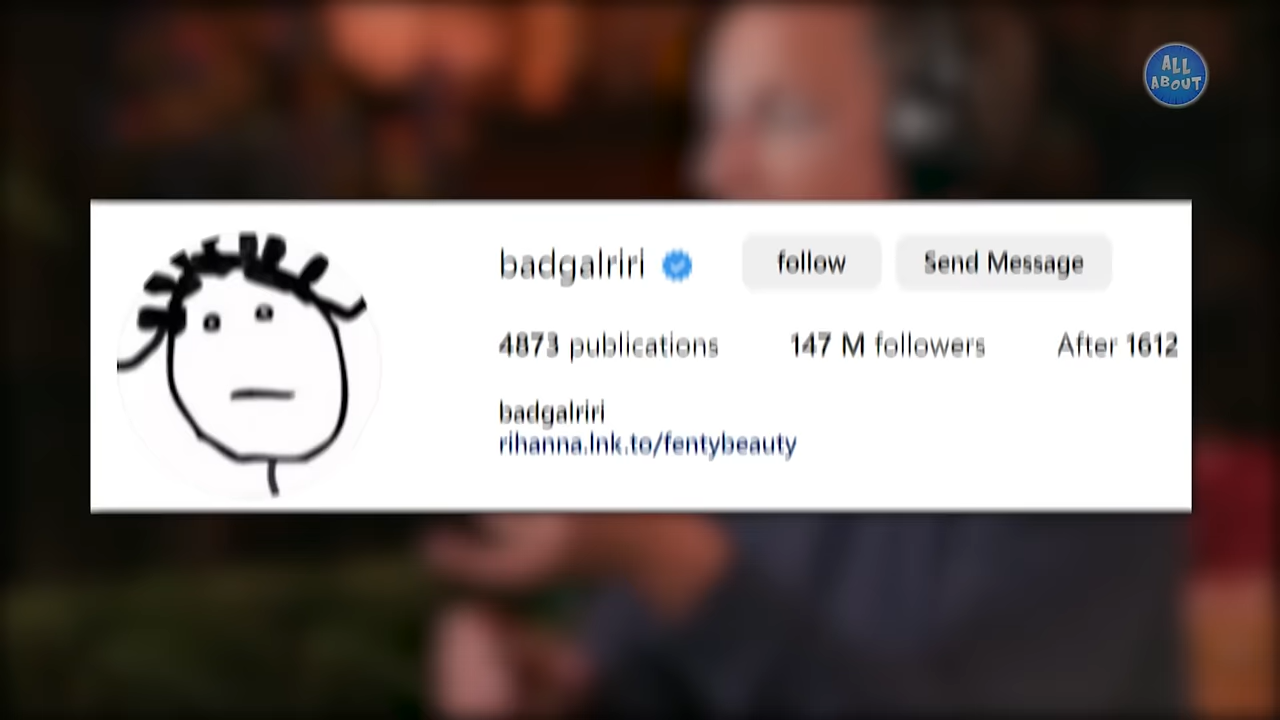 ALL
ABOUT
badgalriri follow Send Message
4873 publications 147 M followers After 1612
badgalriri
rihanna.lnk.to/fentybeauty